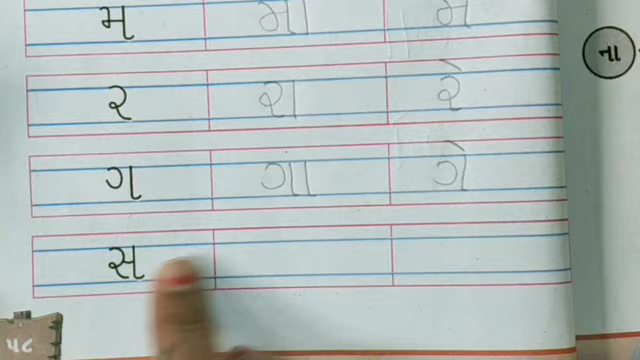 મ મા મે
ર રા રે
ગ ગા ગે
સ
ના
૫૮